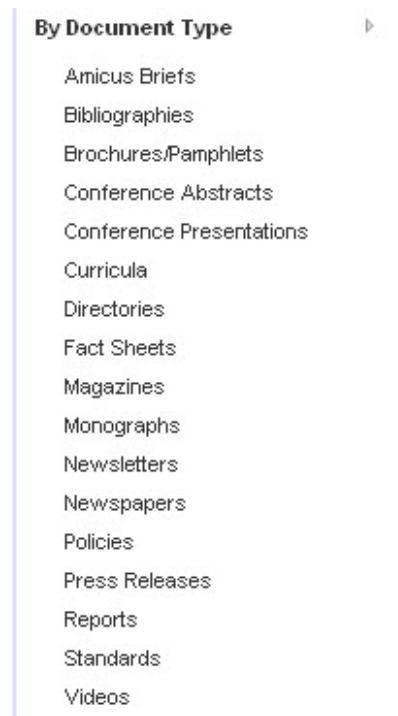 By Document Type
Amicus Briefs
Bibliographies
Brochures/Pamphlets
Conference Abstracts
Conference Presentations
Curricula
Directories
Fact Sheets
Magazines
Monographs
Newsletters
Newspapers
Policies
Press Releases
Reports
Standards
Videos